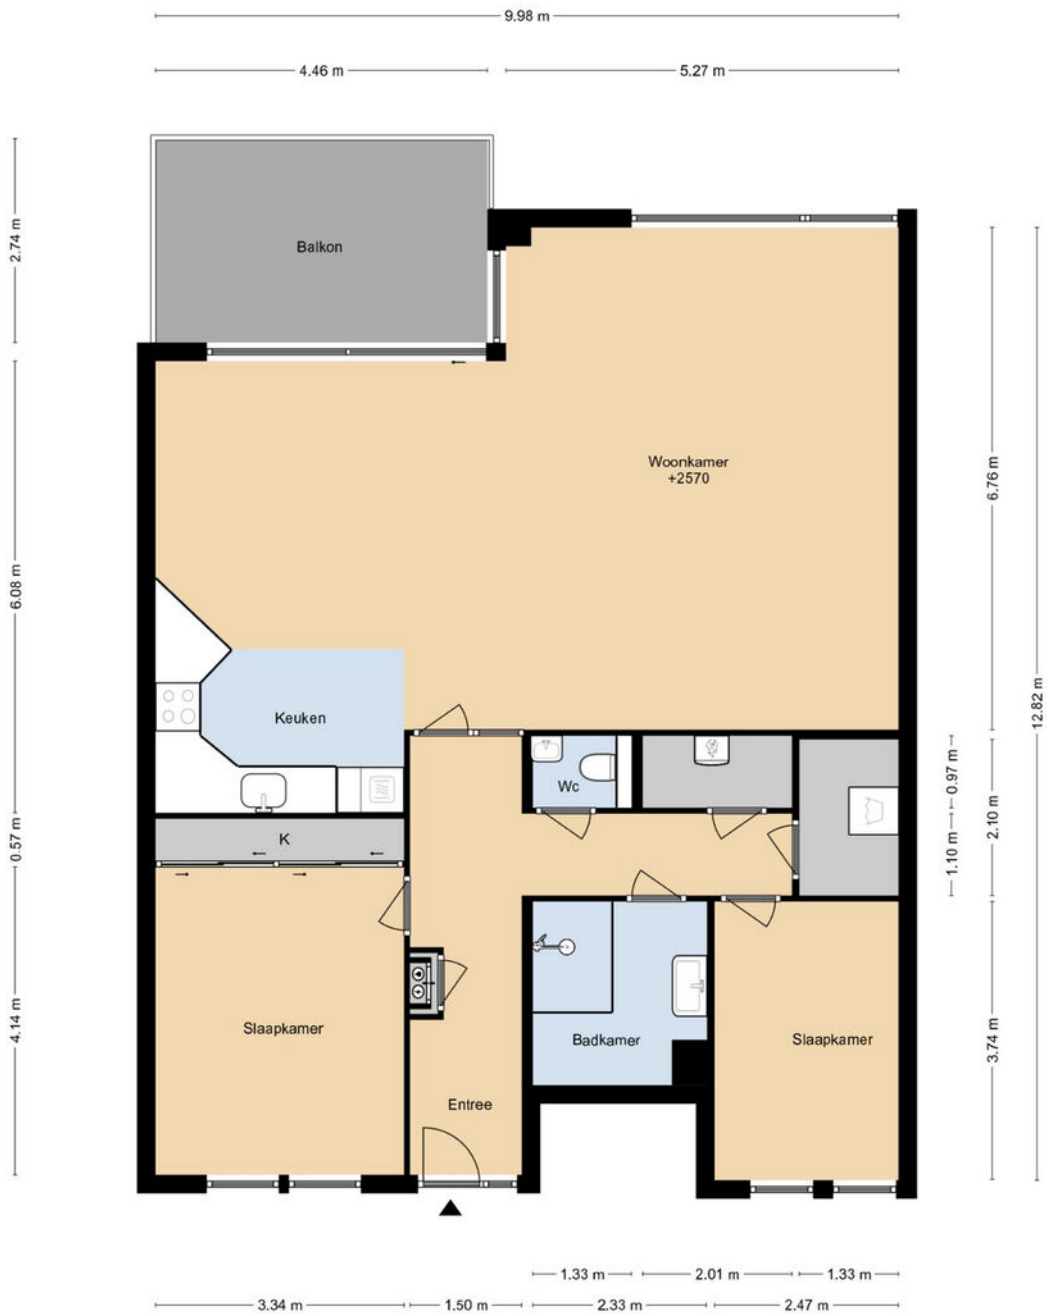 9.98 m
4.46 m
5.27 m
2.74 m
Balkon
Woonkamer
+2570
6.76 m
6.08 m
12.82 m
Keuken
Wc
0.97 m
2.10 m
1.10 m
0.57 m
K
4.14 m
Slaapkamer
Badkamer
Slaapkamer
3.74 m
Entree
1.33 m
2.01 m
1.33 m
3.34 m
1.50 m
2.33 m
2.47 m